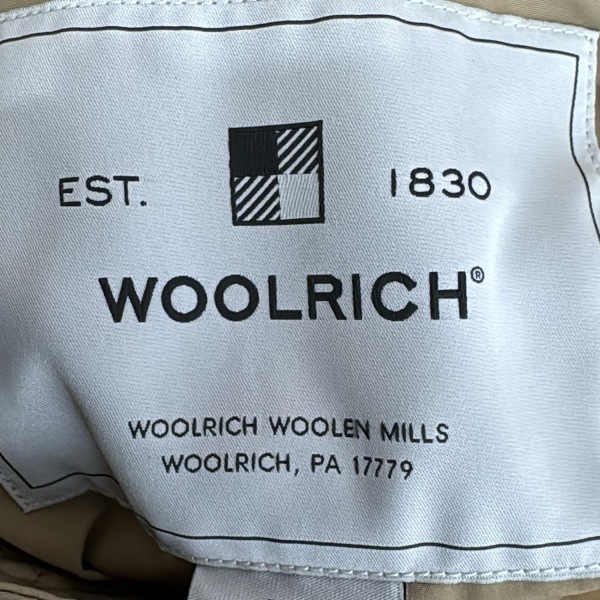 EST. 1830
WOOLRICH®
WOOLRICH WOOLEN MILLS
WOOLRICH, PA 17779